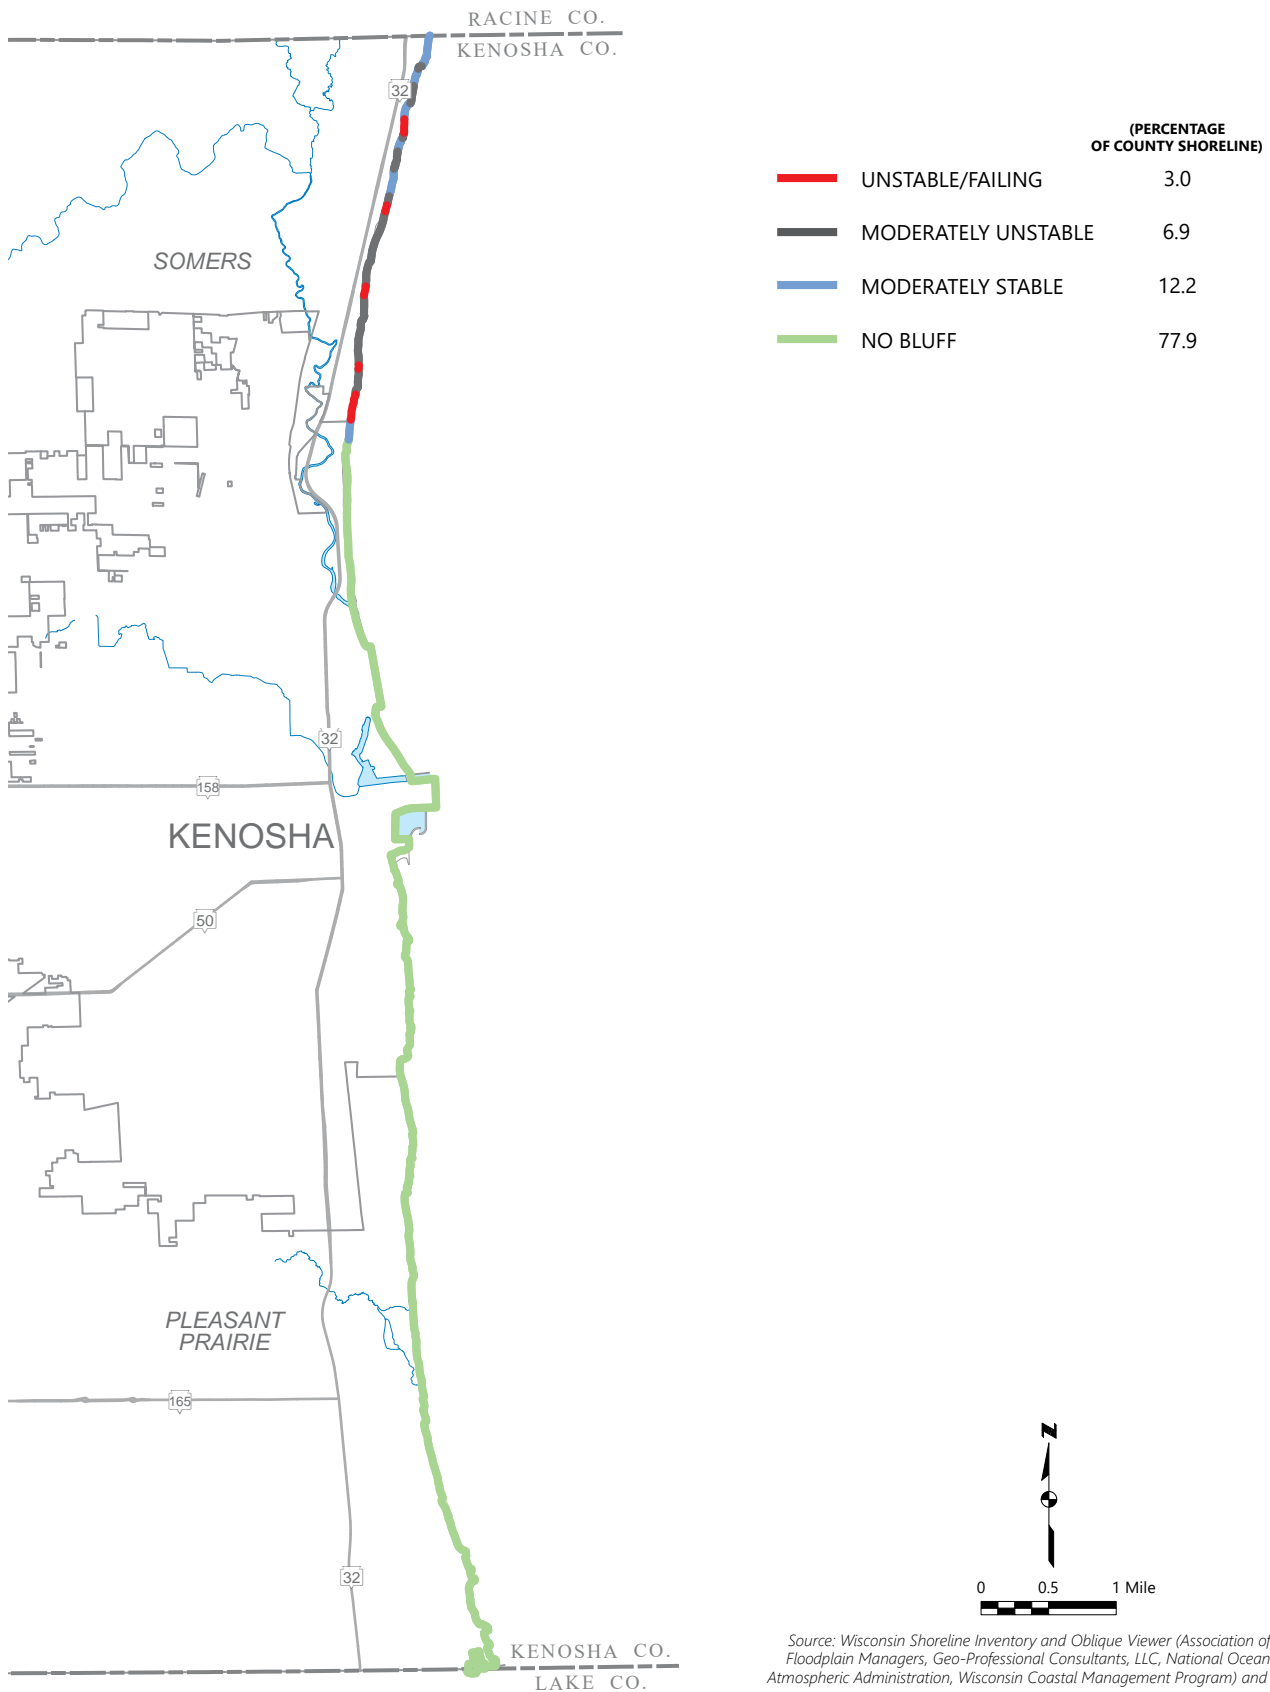 RACINE CO.
KENOSHA CO.
32
(PERCENTAGE
OF COUNTY SHORELINE)
UNSTABLE/FAILING 3.0
MODERATELY UNSTABLE 6.9
MODERATELY STABLE 12.2
NO BLUFF 77.9
SOMERS
32
158
KENOSHA
50
PLEASANT
PRAIRIE
165
32
N
0 0.5 1 Mile
KENOSHA CO.
LAKE CO.
Source: Wisconsin Shoreline Inventory and Oblique Viewer (Association of
Floodplain Managers, Geo-Professional Consultants, LLC, National Ocean
Atmospheric Administration, Wisconsin Coastal Management Program) and